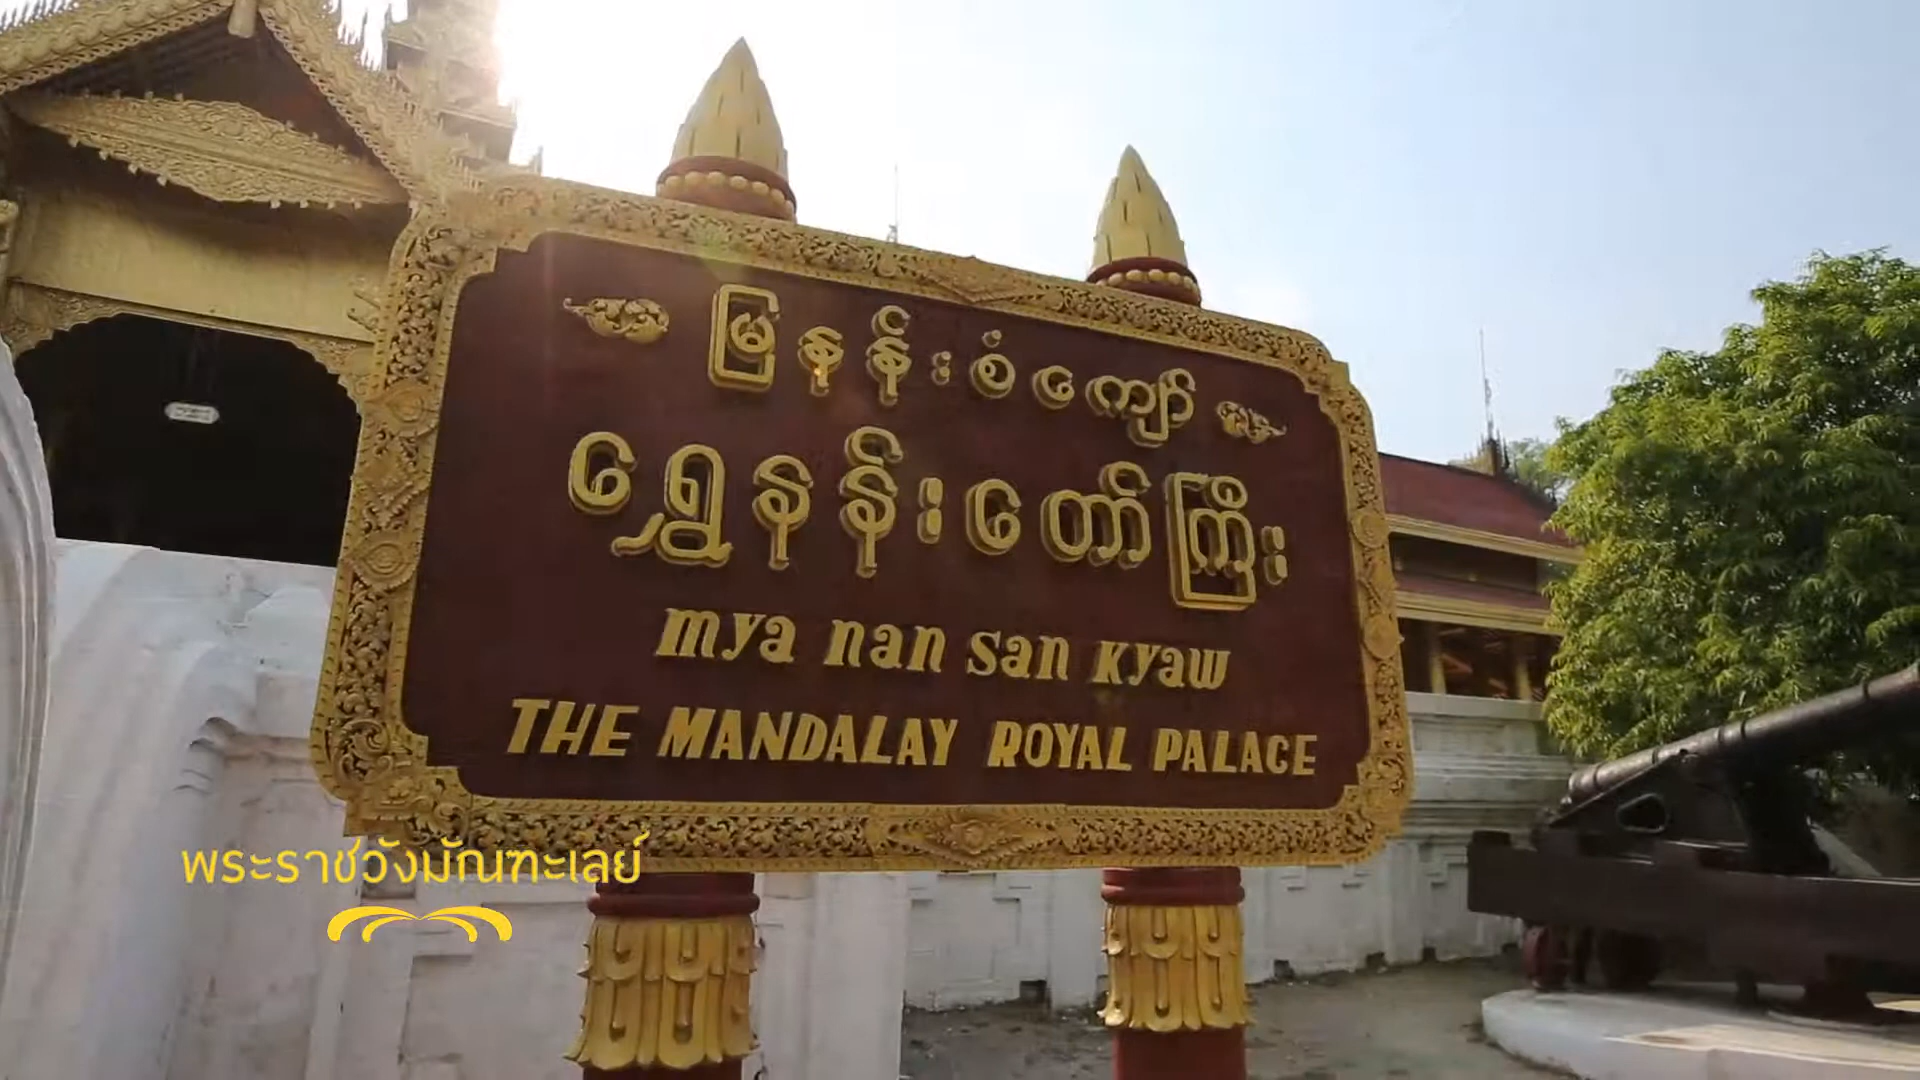 မြနန်းစံကျော်
ရွှေနန်းတော်ကြီး
mya nan san kyaw
THE MANDALAY ROYAL PALACE
พระราชวังมัณฑะเลย์